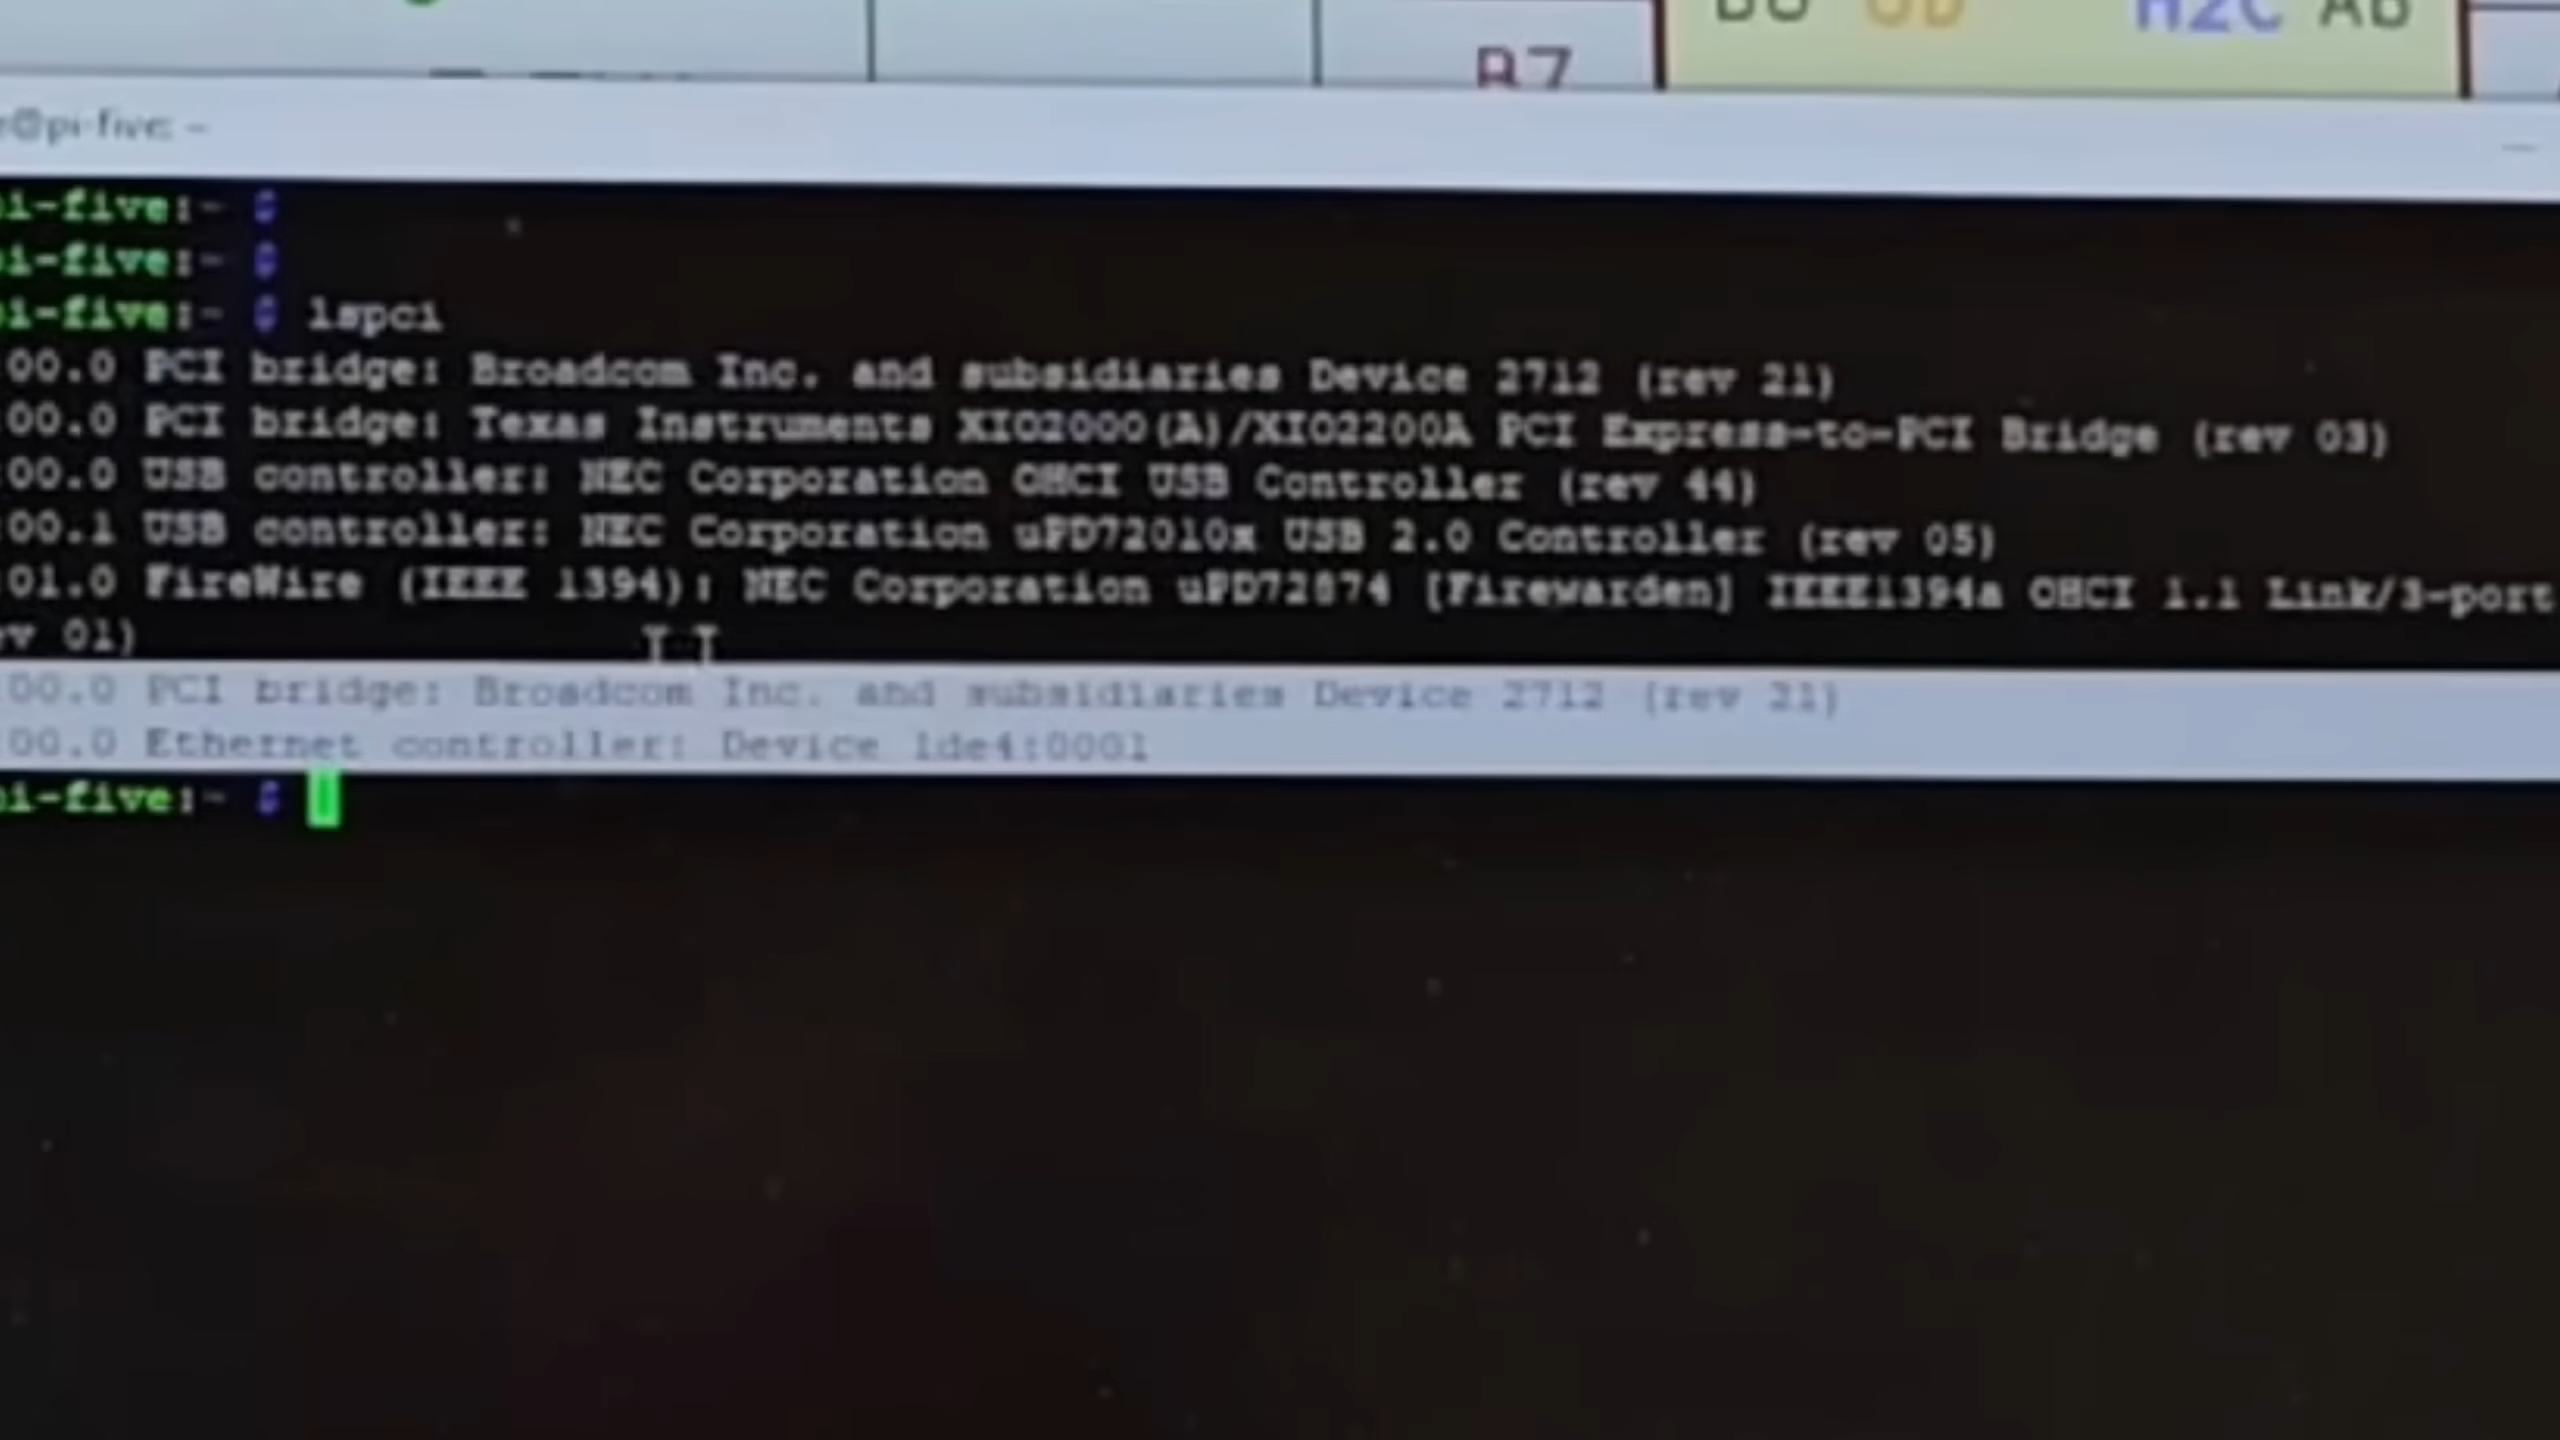 B7
H2C A6
@pi-five: ~
i-five:~ $
i-five:~ $
i-five:~ $ lspci
:00.0 PCI bridge: Broadcom Inc. and subsidiaries Device 2712 (rev 21)
:00.0 PCI bridge: Texas Instruments XIO2000(A)/XIO2200A PCI Express-to-PCI Bridge (rev 03)
:00.0 USB controller: NEC Corporation OHCI USB Controller (rev 44)
:00.1 USB controller: NEC Corporation uPD72010x USB 2.0 Controller (rev 05)
:01.0 FireWire (IEEE 1394): NEC Corporation uPD72874 [Firewarden] IEEE1394a OHCI 1.1 Link/3-port
ev 01)
:00.0 PCI bridge: Broadcom Inc. and subsidiaries Device 2712 (rev 21)
:00.0 Ethernet controller: Device 1de4:0001
i-five:~ $